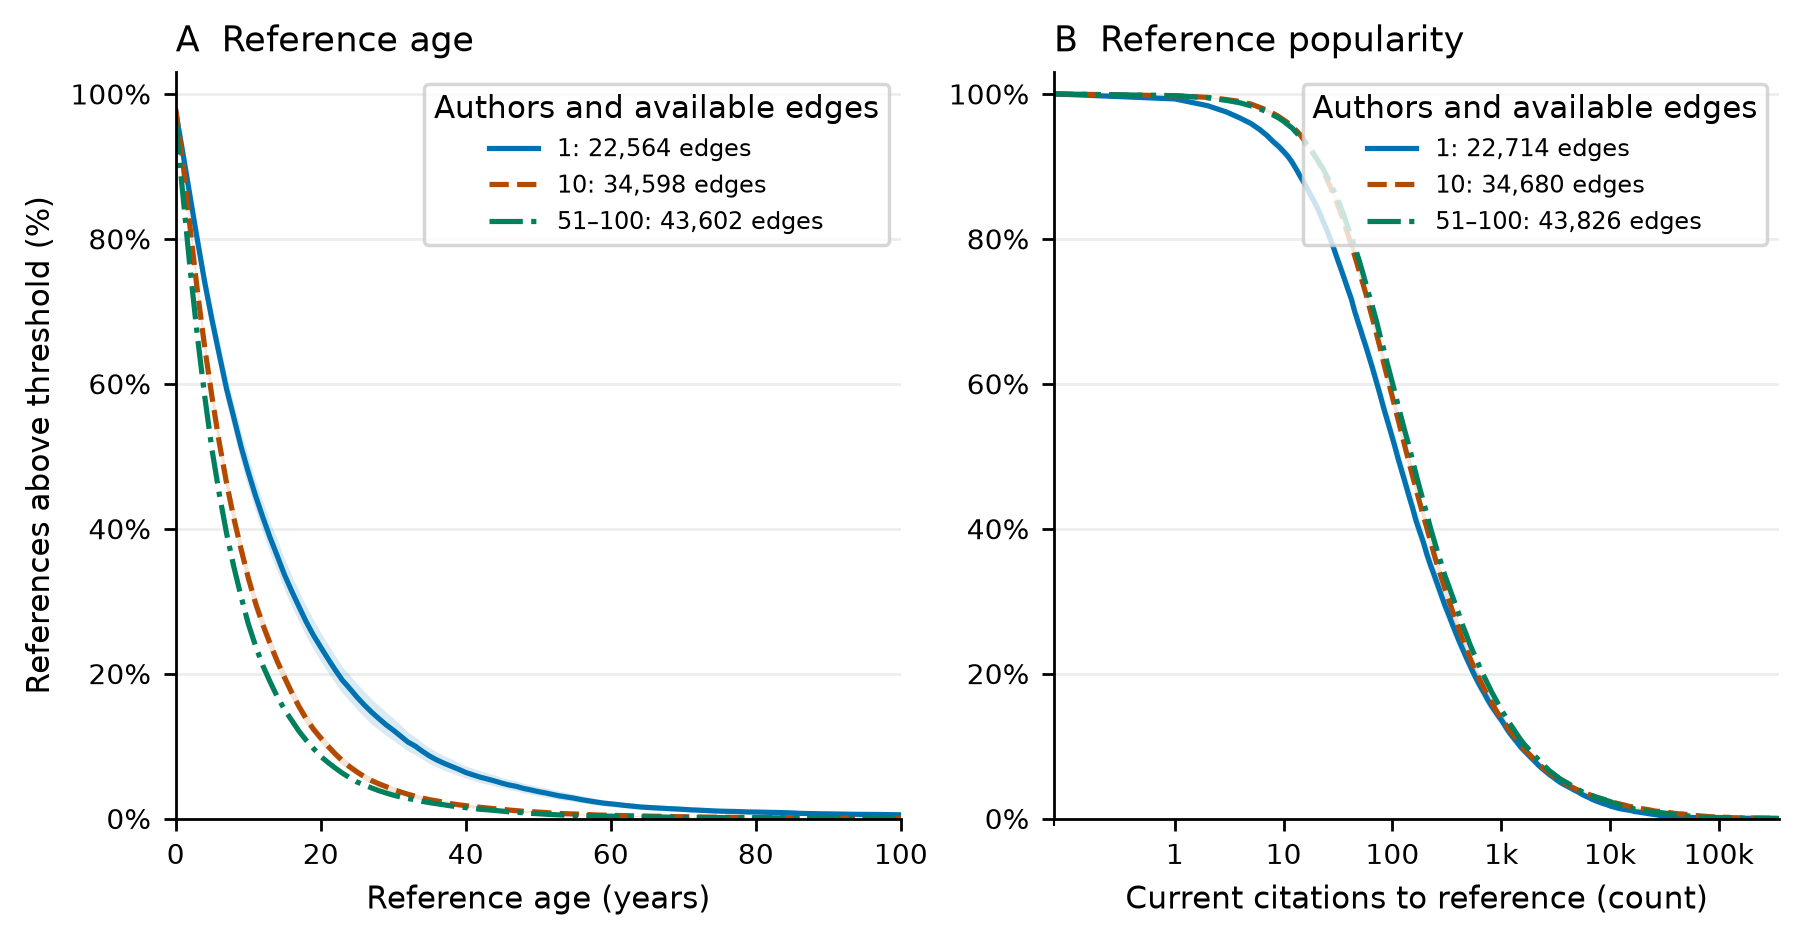 A Reference age
References above threshold (%)
100%
80%
60%
40%
20%
0%
0 20 40 60 80 100
Reference age (years)
Authors and available edges
1: 22,564 edges
10: 34,598 edges
51–100: 43,602 edges
B Reference popularity
100%
80%
60%
40%
20%
0%
1 10 100 1k 10k 100k
Current citations to reference (count)
Authors and available edges
1: 22,714 edges
10: 34,680 edges
51–100: 43,826 edges